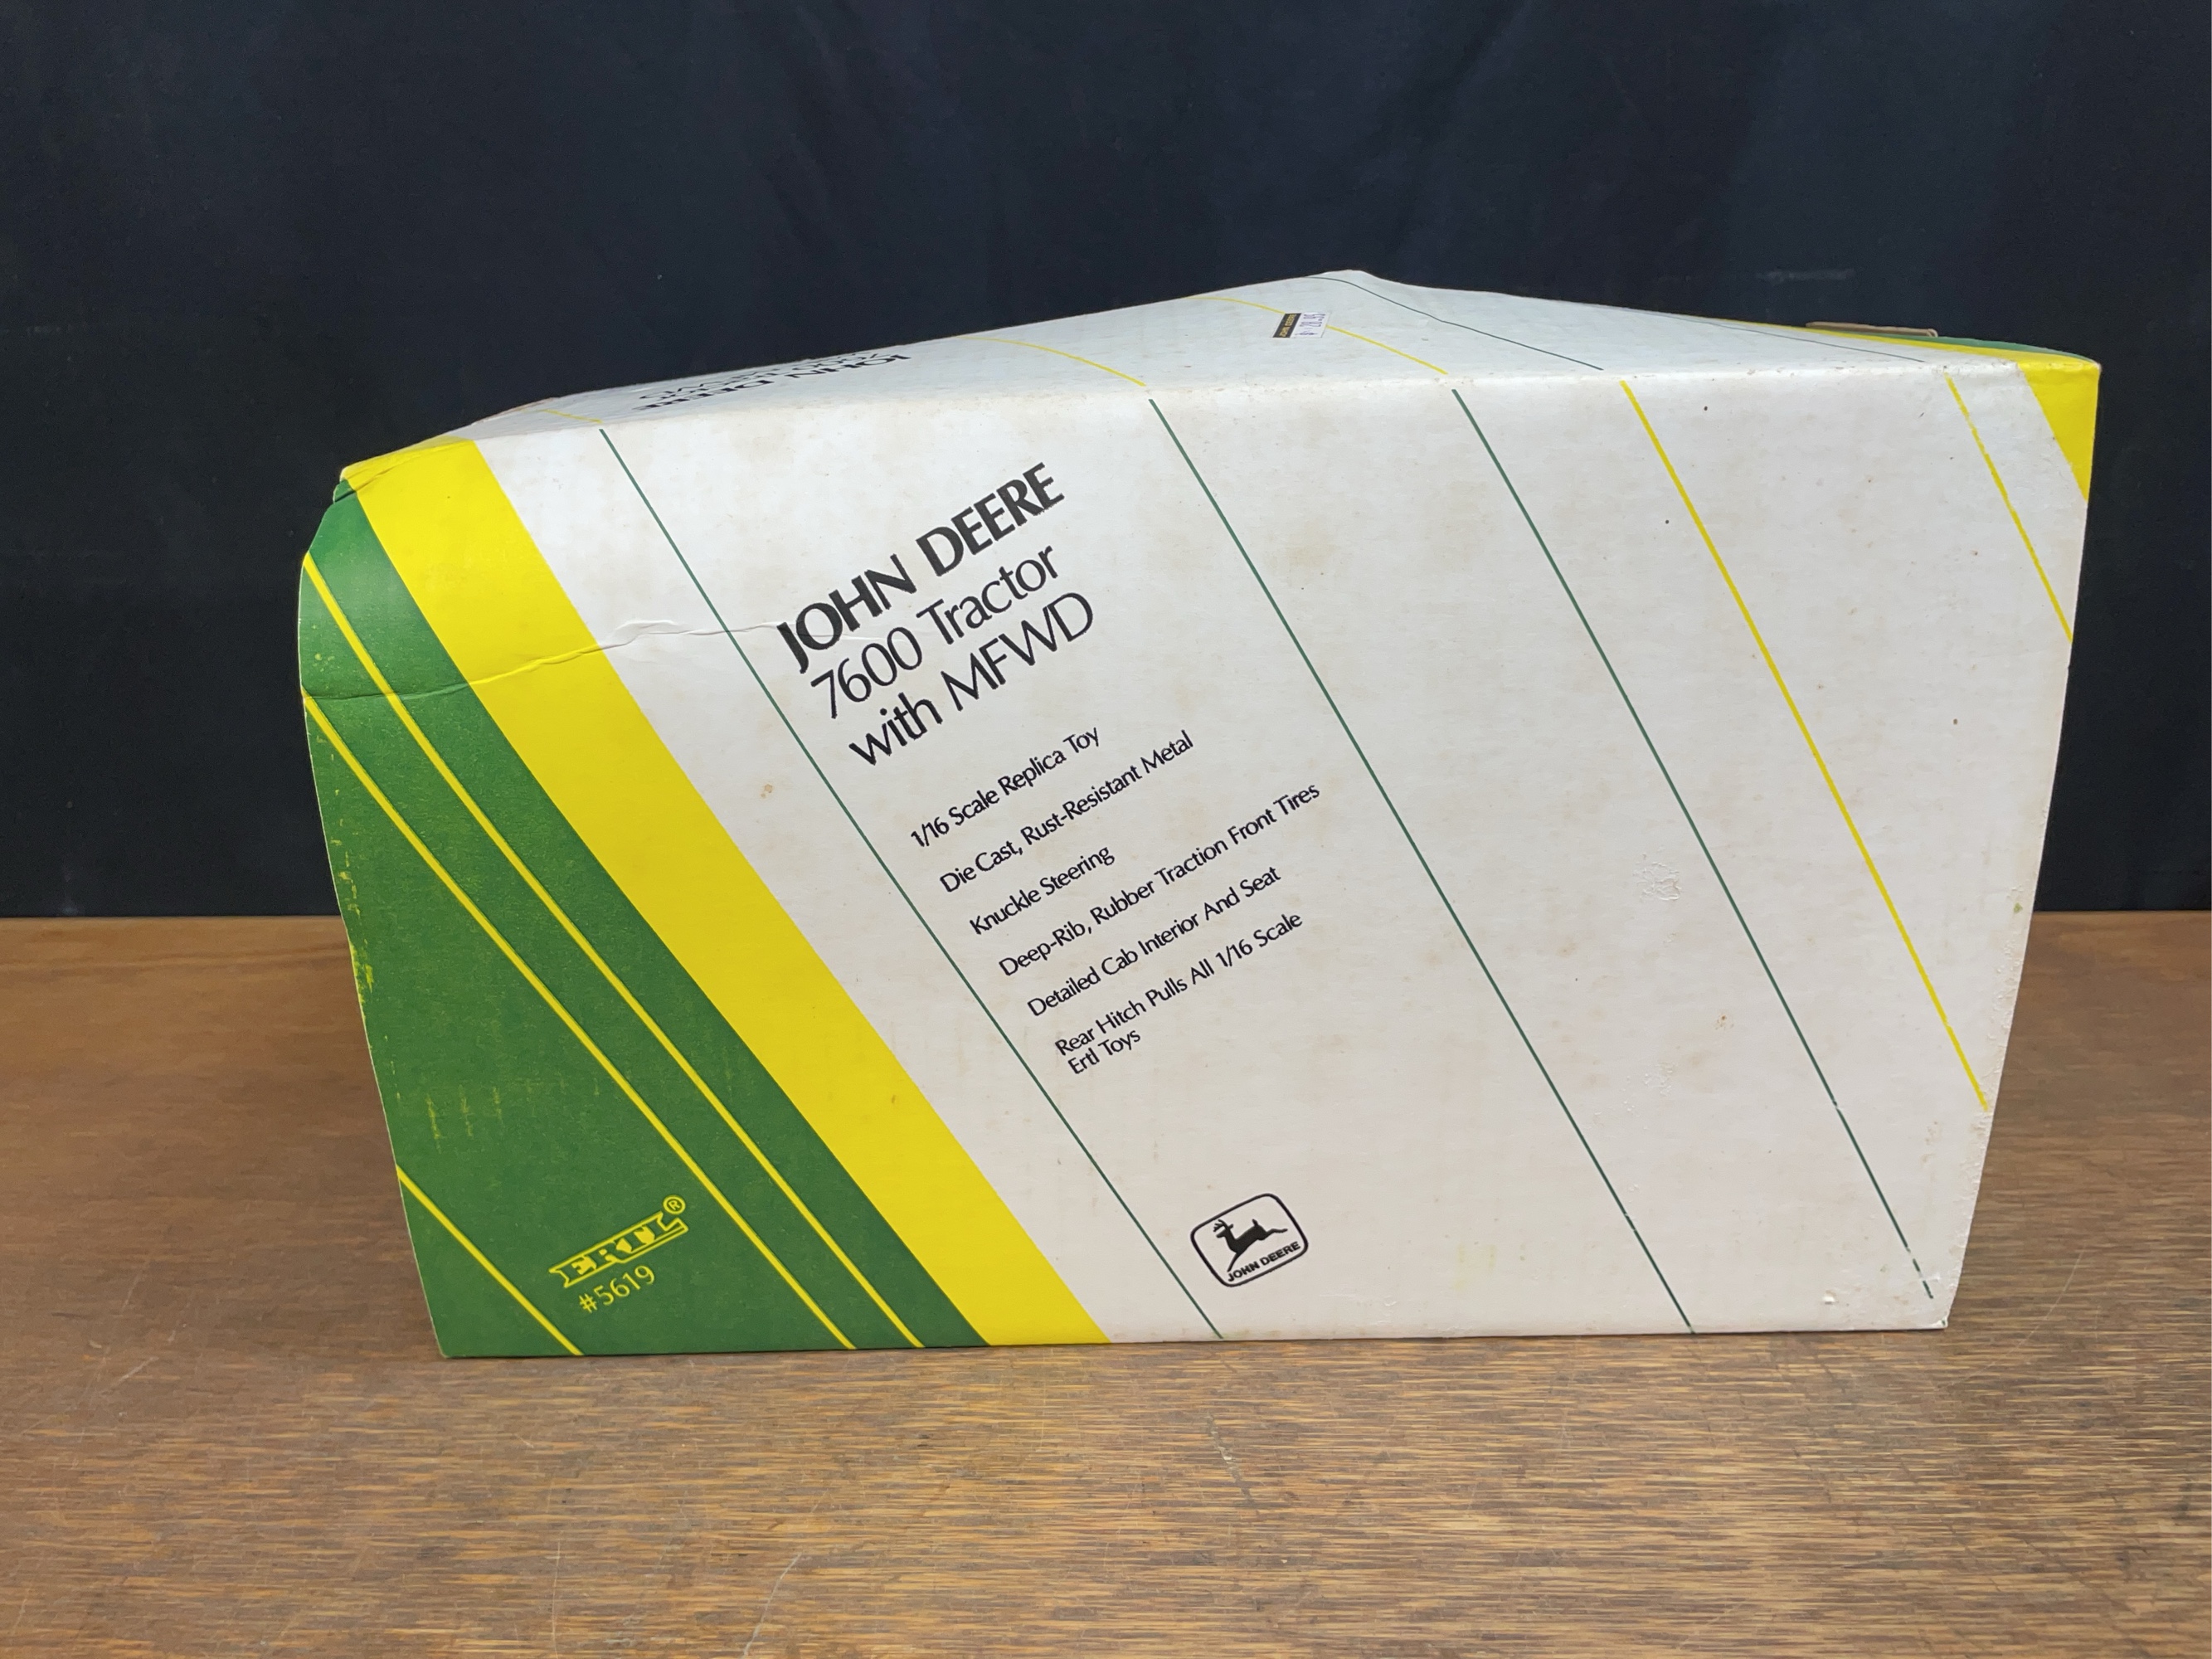 JOHN DEERE
JOHN DEERE
7600 Tractor
with MFWD
1/16 Scale Replica Toy
Die Cast, Rust-Resistant Metal
Knuckle Steering
Deep-Rib, Rubber Traction Front Tires
Detailed Cab Interior And Seat
Rear Hitch Pulls All 1/16 Scale
Ertl Toys
JOHN DEERE
ERTL®
#5619